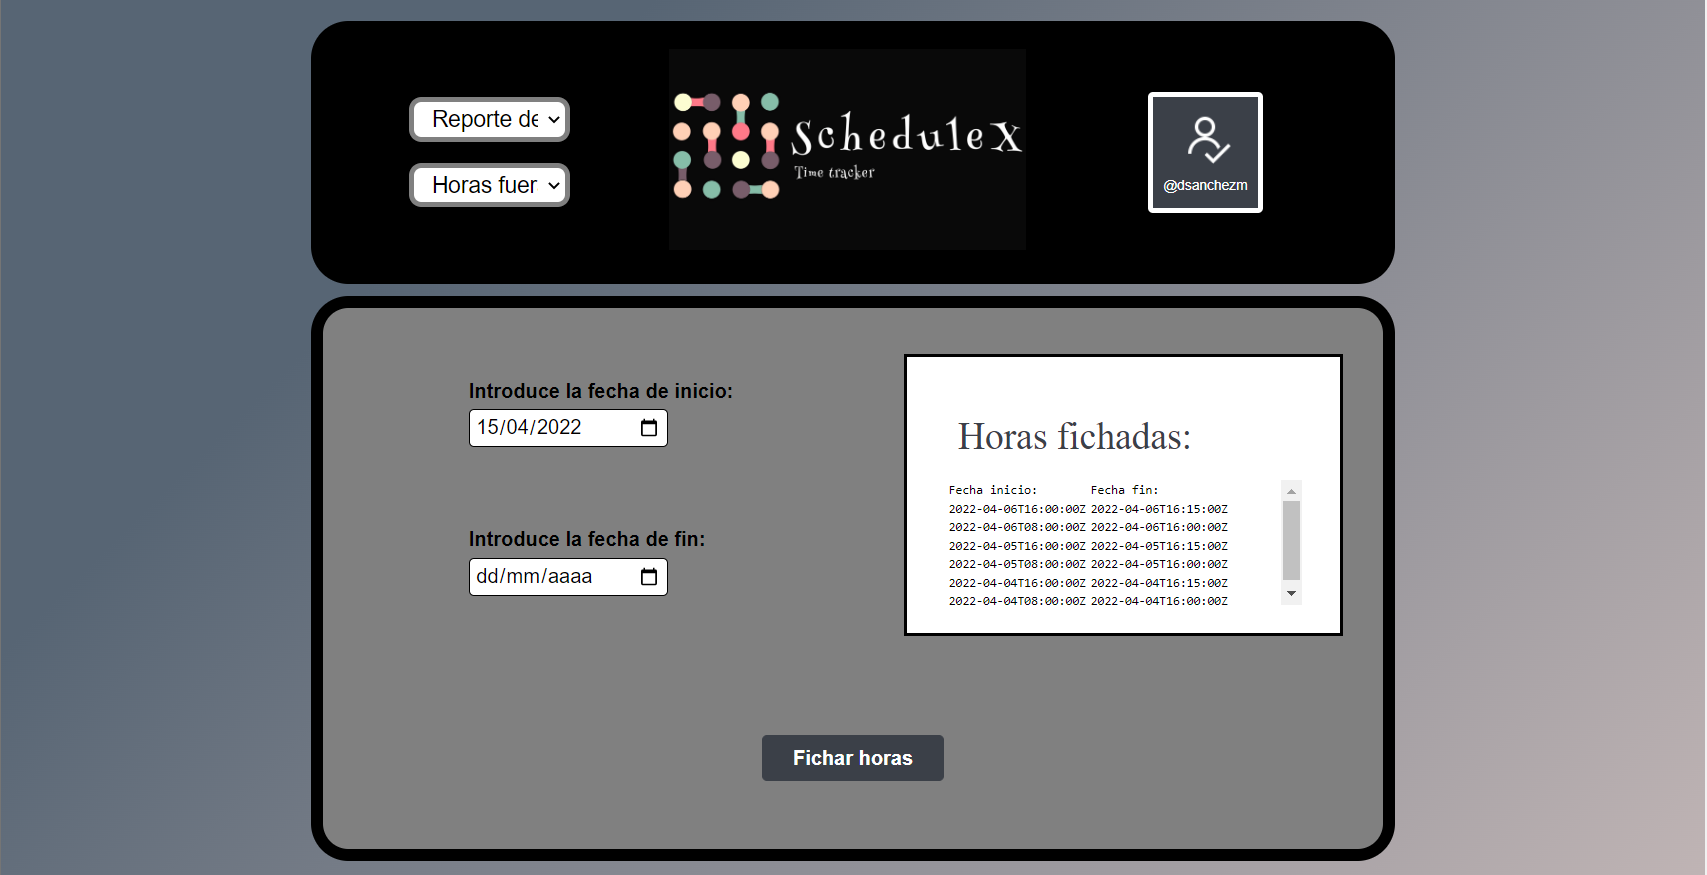 Reporte de
Horas fuer
ScheduleX
Time tracker
@dsanchezm
Introduce la fecha de inicio:
15/04/2022
Introduce la fecha de fin:
dd/mm/aaaa
Horas fichadas:
Fecha inicio: Fecha fin:
2022-04-06T16:00:00Z 2022-04-06T16:15:00Z
2022-04-06T08:00:00Z 2022-04-06T16:00:00Z
2022-04-05T16:00:00Z 2022-04-05T16:15:00Z
2022-04-05T08:00:00Z 2022-04-05T16:00:00Z
2022-04-04T16:00:00Z 2022-04-04T16:15:00Z
2022-04-04T08:00:00Z 2022-04-04T16:00:00Z
Fichar horas